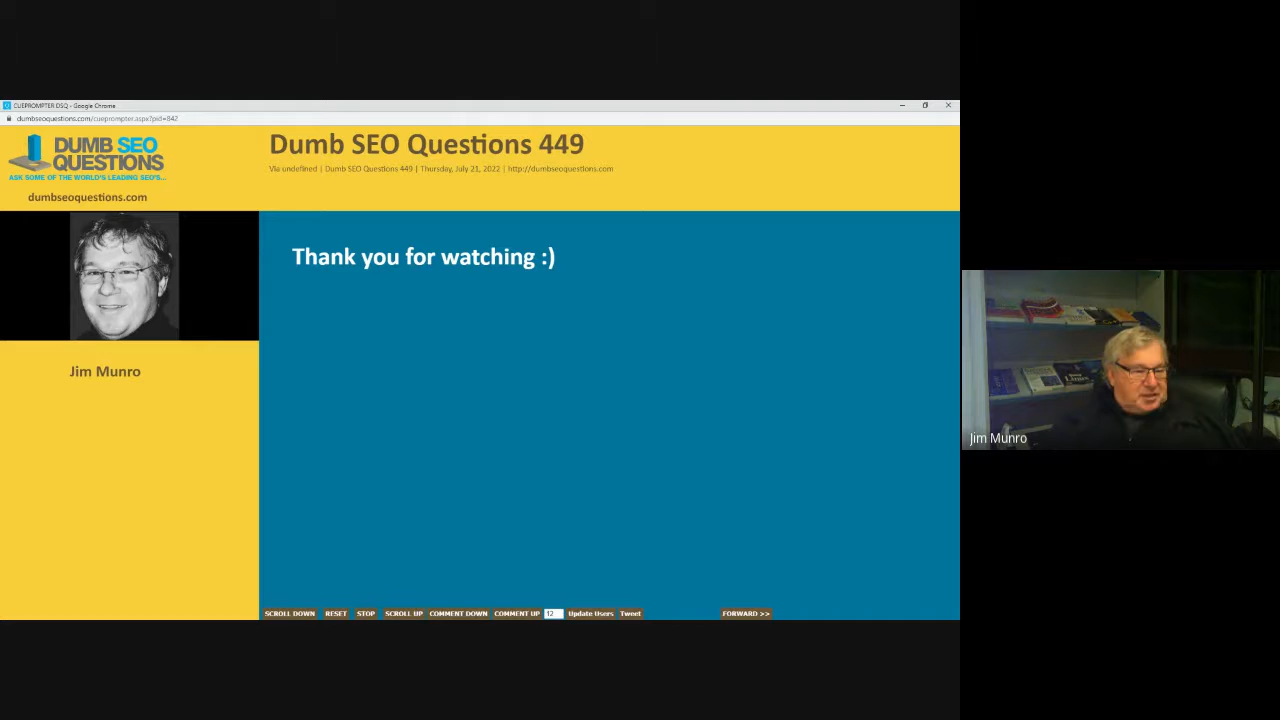 CUEPROMPTER DSQ - Google Chrome
dumbseoquestions.com/cueprompter.aspx?pid=842
DUMB SEO
QUESTIONS
ASK SOME OF THE WORLD'S LEADING SEO'S...
dumbseoquestions.com
Dumb SEO Questions 449
Via undefined | Dumb SEO Questions 449 | Thursday, July 21, 2022 | http://dumbseoquestions.com
Thank you for watching :)
Jim Munro
Jim Munro
SCROLL DOWN RESET STOP SCROLL UP COMMENT DOWN COMMENT UP 12 Update Users Tweet FORWARD >>